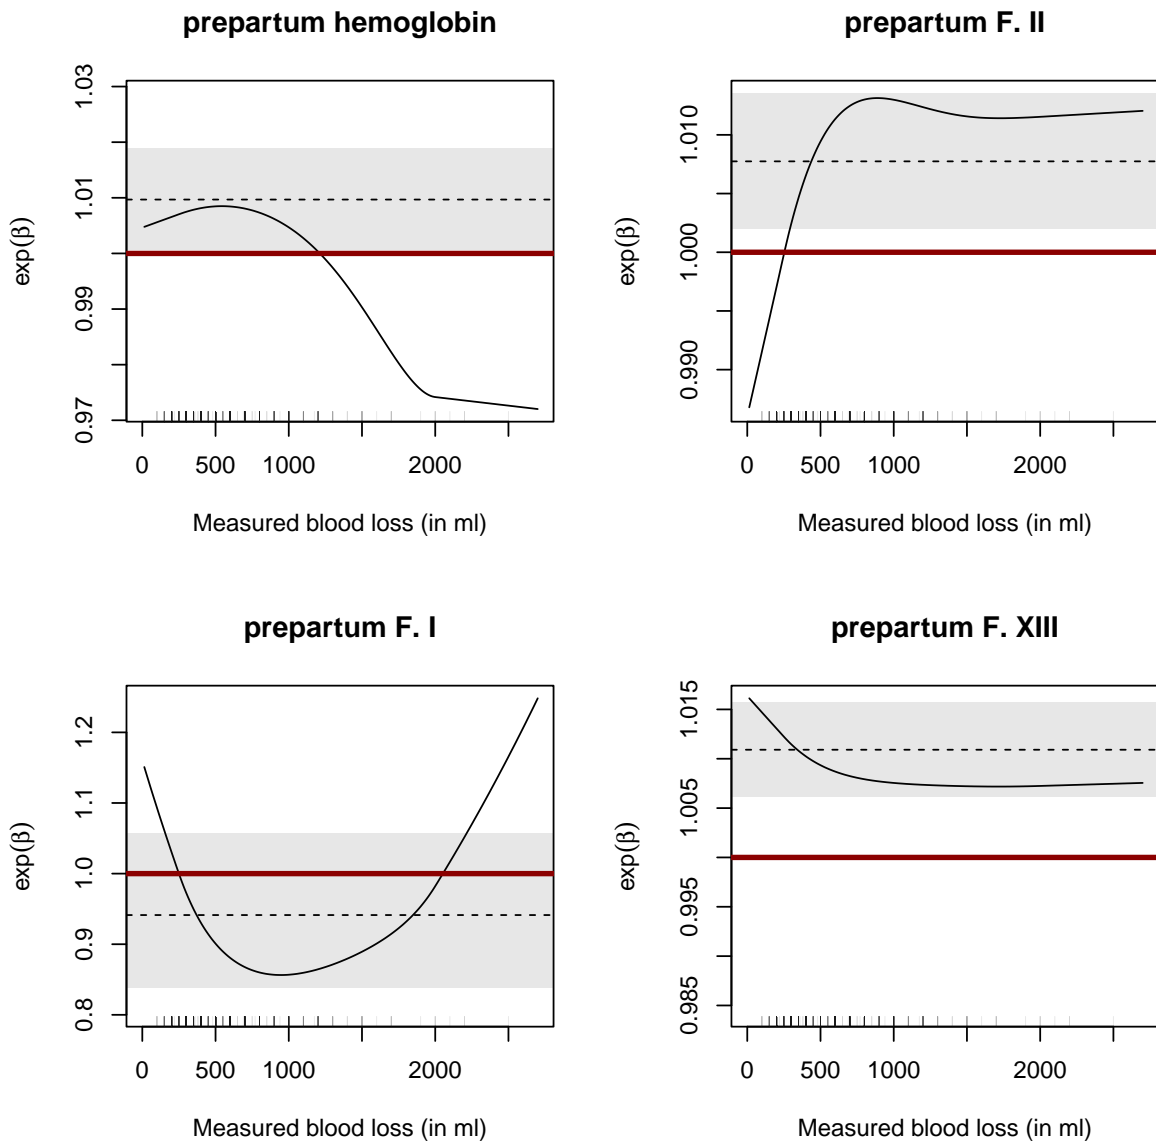 prepartum hemoglobin
exp(β)
1.03
1.01
0.99
0.97
0 500 1000 2000
Measured blood loss (in ml)
prepartum F. II
exp(β)
1.010
1.000
0.990
0 500 1000 2000
Measured blood loss (in ml)
prepartum F. I
exp(β)
1.2
1.1
1.0
0.9
0.8
0 500 1000 2000
Measured blood loss (in ml)
prepartum F. XIII
exp(β)
1.015
1.005
0.995
0.985
0 500 1000 2000
Measured blood loss (in ml)